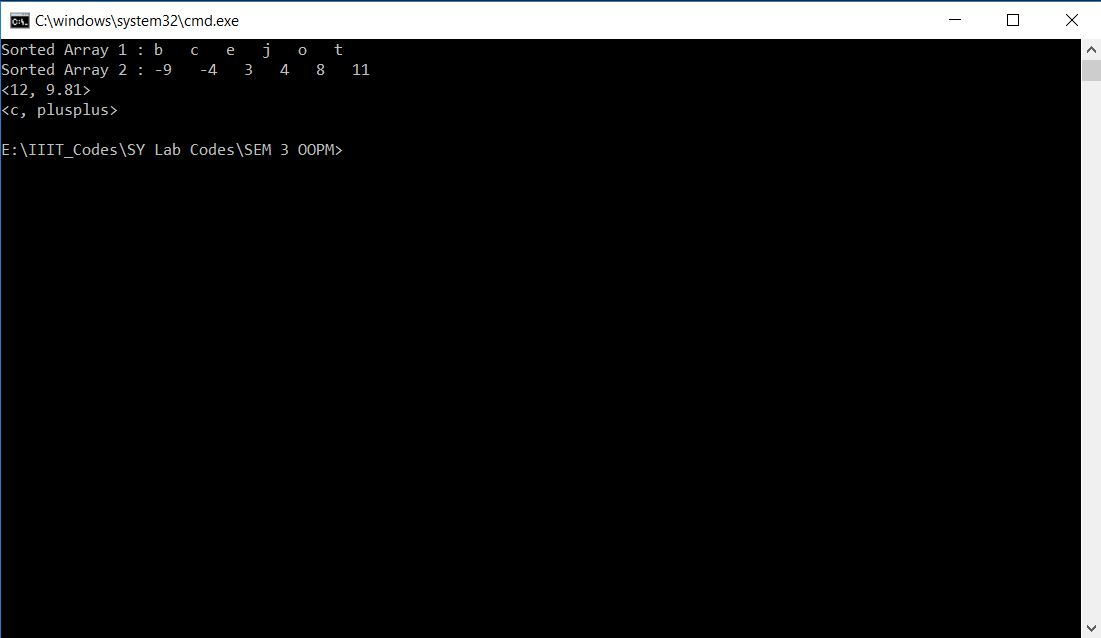 C:\windows\system32\cmd.exe
Sorted Array 1 : b   c   e   j   o   t
Sorted Array 2 : -9   -4   3   4   8   11
<12, 9.81>
<c, plusplus>
E:\IIIT_Codes\SY Lab Codes\SEM 3 OOPM>